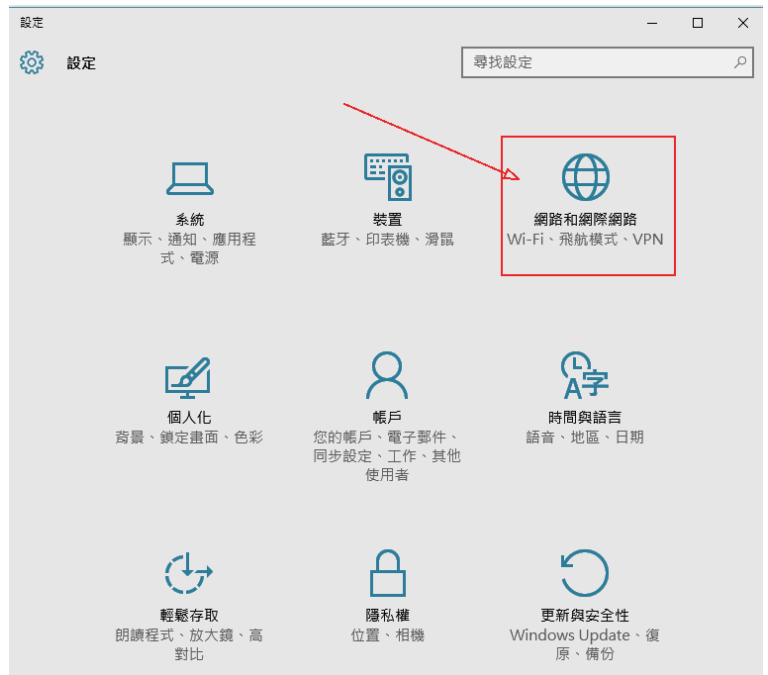 設定
設定
尋找設定
系統
顯示、通知、應用程
式、電源
裝置
藍牙、印表機、滑鼠
網路和網際網路
Wi-Fi、飛航模式、VPN
個人化
背景、鎖定畫面、色彩
帳戶
您的帳戶、電子郵件、
同步設定、工作、其他
使用者
時間與語言
語音、地區、日期
輕鬆存取
朗讀程式、放大鏡、高
對比
隱私權
位置、相機
更新與安全性
Windows Update、復
原、備份